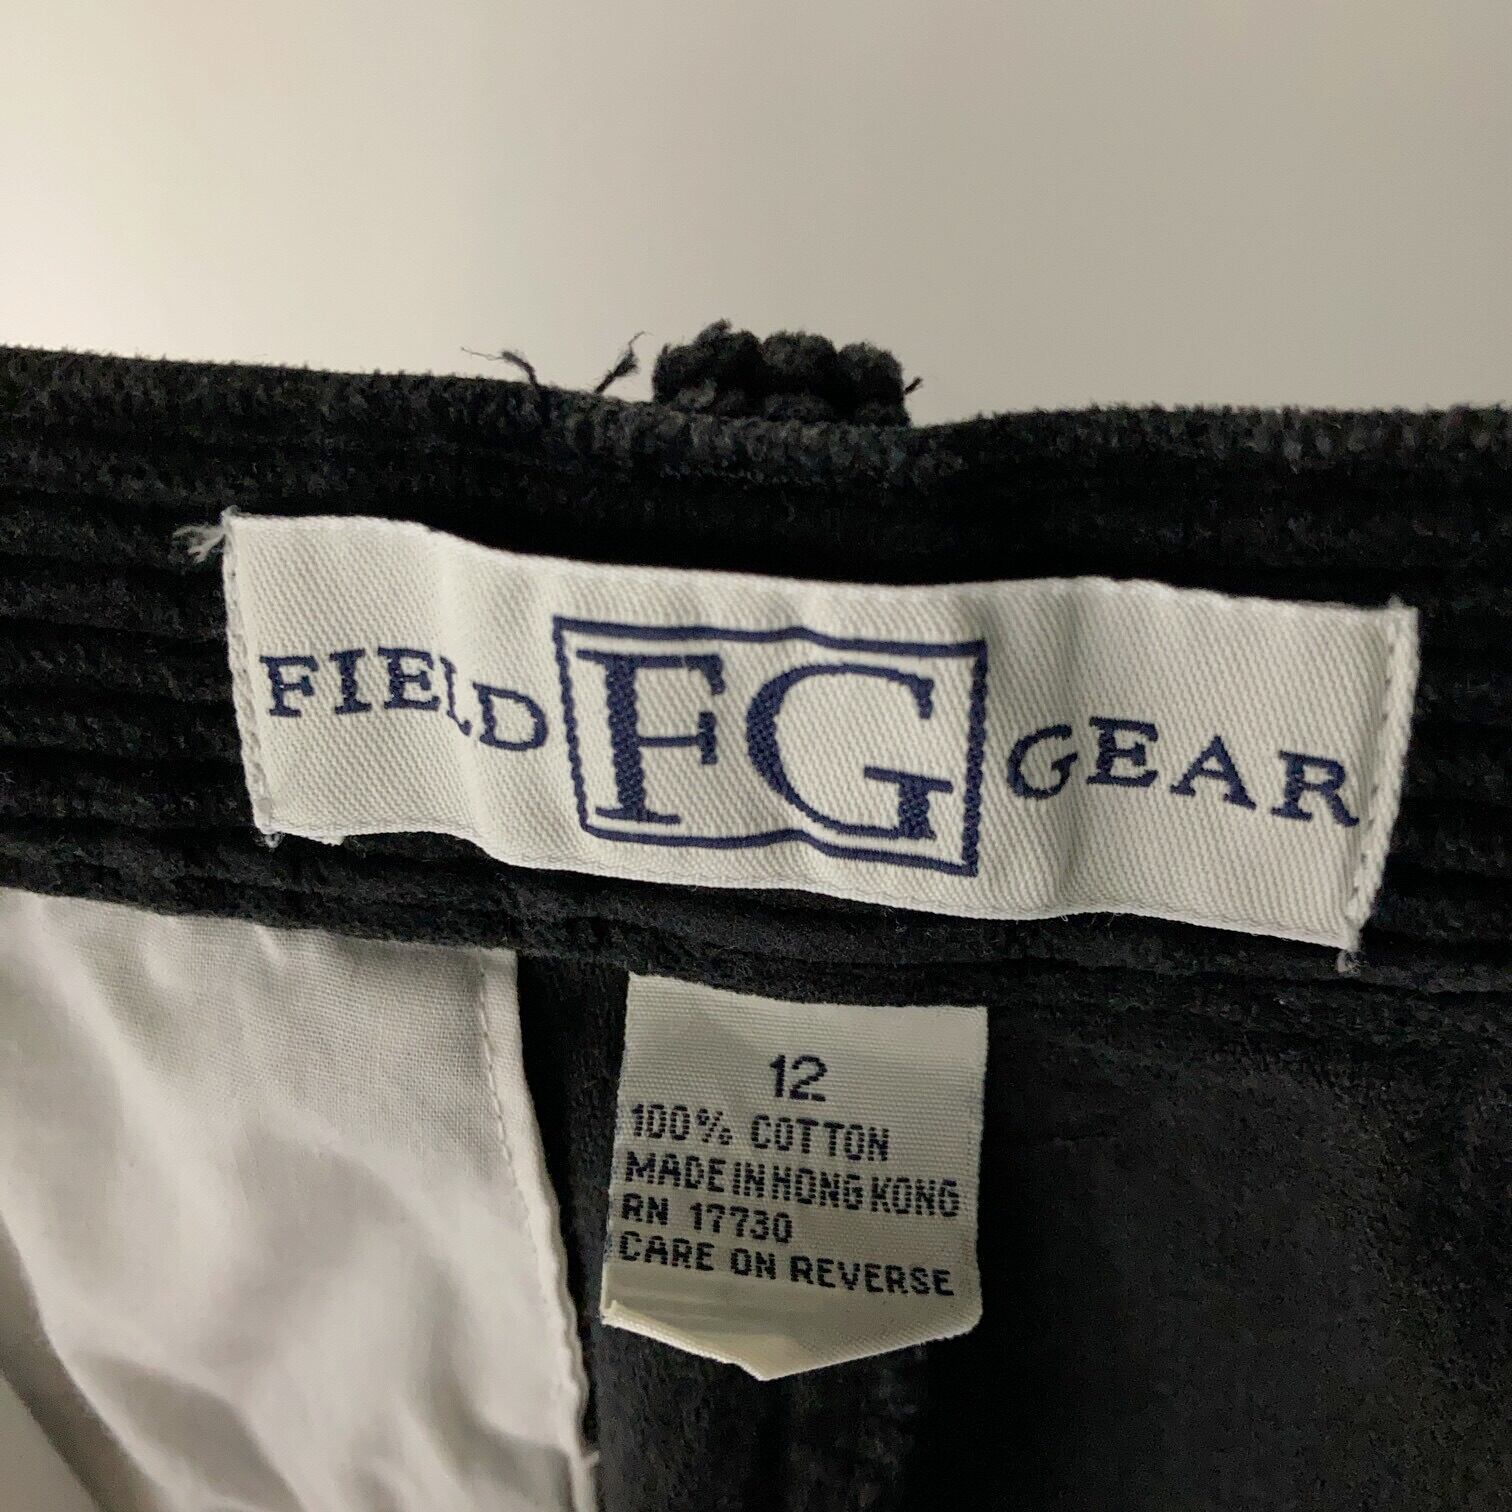 FIELD FG GEAR
12
100% COTTON
MADE IN HONG KONG
RN 17730
CARE ON REVERSE